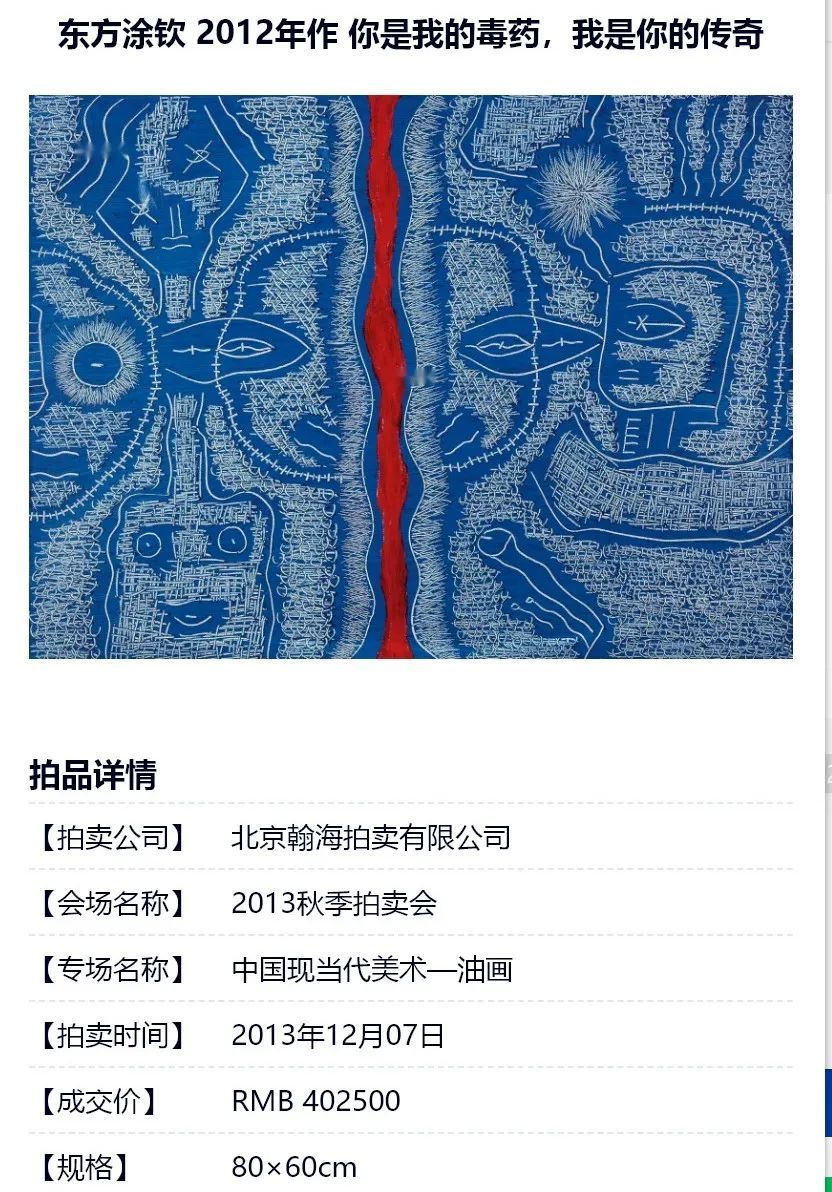 东方涂钦 2012年作 你是我的毒药，我是你的传奇
拍品详情
【拍卖公司】 北京翰海拍卖有限公司
【会场名称】 2013秋季拍卖会
【专场名称】 中国现当代美术—油画
【拍卖时间】 2013年12月07日
【成交价】 RMB 402500
【规格】 80×60cm